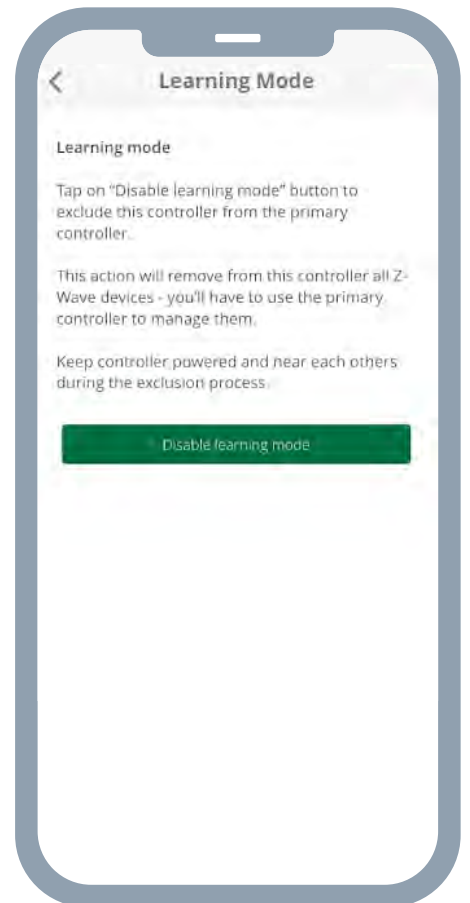 Learning Mode
Learning mode
Tap on "Disable learning mode" button to
exclude this controller from the primary
controller.
This action will remove from this controller all Z-
Wave devices - you'll have to use the primary
controller to manage them.
Keep controller powered and near each others
during the exclusion process.
Disable learning mode